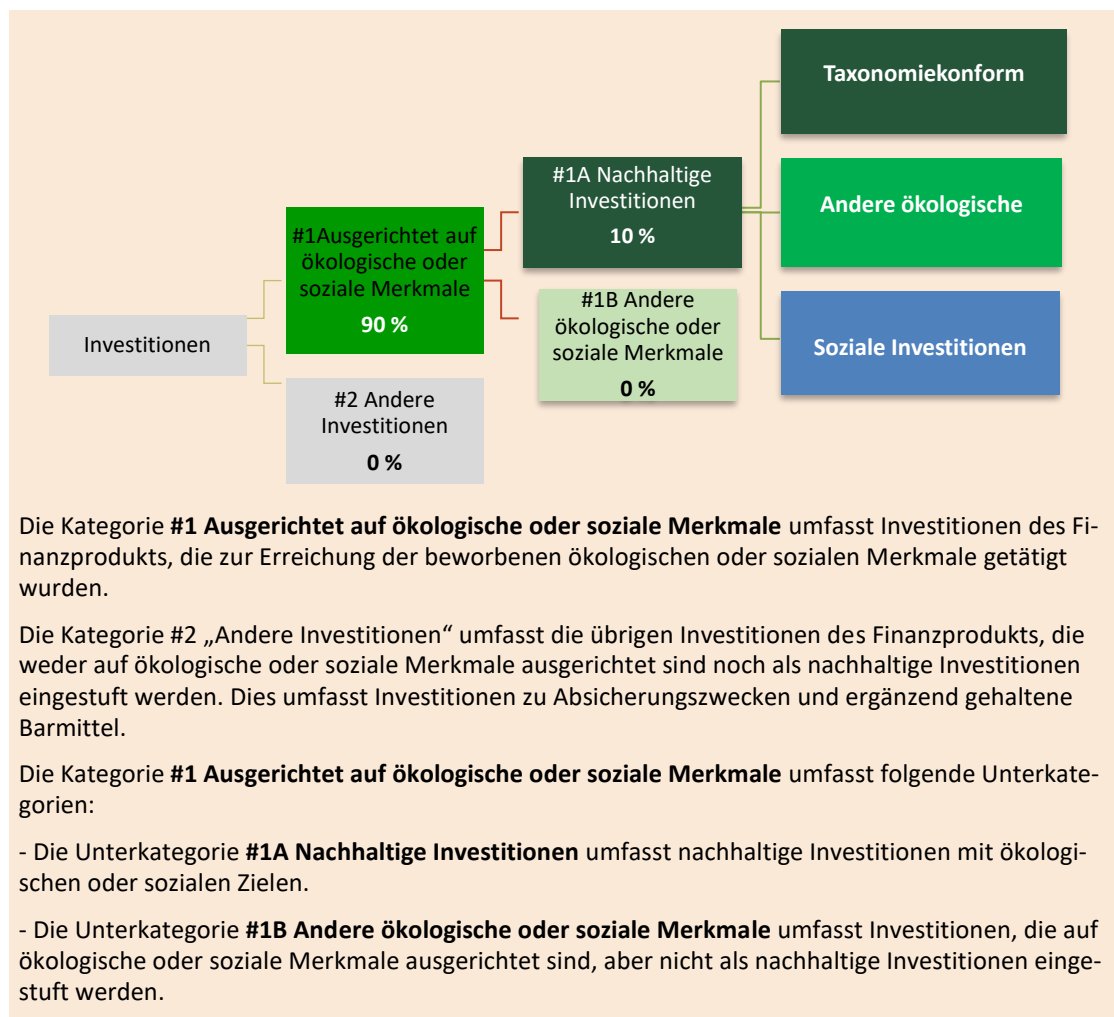 Investitionen
#1Ausgerichtet auf
ökologische oder
soziale Merkmale
90 %
#2 Andere
Investitionen
0 %
#1A Nachhaltige
Investitionen
10 %
#1B Andere
ökologische oder
soziale Merkmale
0 %
Taxonomiekonform
Andere ökologische
Soziale Investitionen
Die Kategorie #1 Ausgerichtet auf ökologische oder soziale Merkmale umfasst Investitionen des Fi-
nanzprodukts, die zur Erreichung der beworbenen ökologischen oder sozialen Merkmale getätigt
wurden.
Die Kategorie #2 „Andere Investitionen“ umfasst die übrigen Investitionen des Finanzprodukts, die
weder auf ökologische oder soziale Merkmale ausgerichtet sind noch als nachhaltige Investitionen
eingestuft werden. Dies umfasst Investitionen zu Absicherungszwecken und ergänzend gehaltene
Barmittel.
Die Kategorie #1 Ausgerichtet auf ökologische oder soziale Merkmale umfasst folgende Unterkate-
gorien:
- Die Unterkategorie #1A Nachhaltige Investitionen umfasst nachhaltige Investitionen mit ökologi-
schen oder sozialen Zielen.
- Die Unterkategorie #1B Andere ökologische oder soziale Merkmale umfasst Investitionen, die auf
ökologische oder soziale Merkmale ausgerichtet sind, aber nicht als nachhaltige Investitionen einge-
stuft werden.